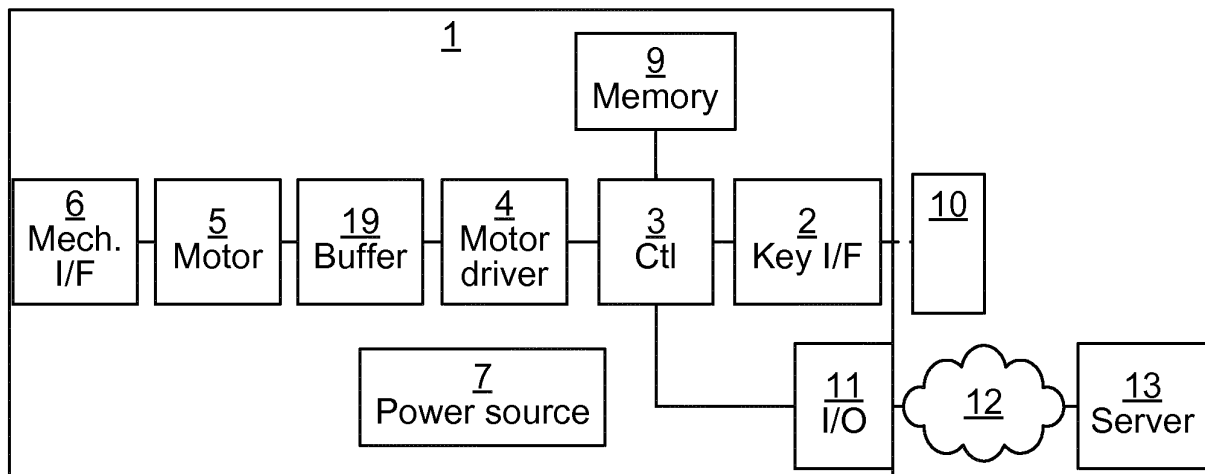 1
9
Memory
6
Mech.
I/F
5
Motor
19
Buffer
4
Motor
driver
3
Ctl
2
Key I/F
10
7
Power source
11
I/O
12
13
Server